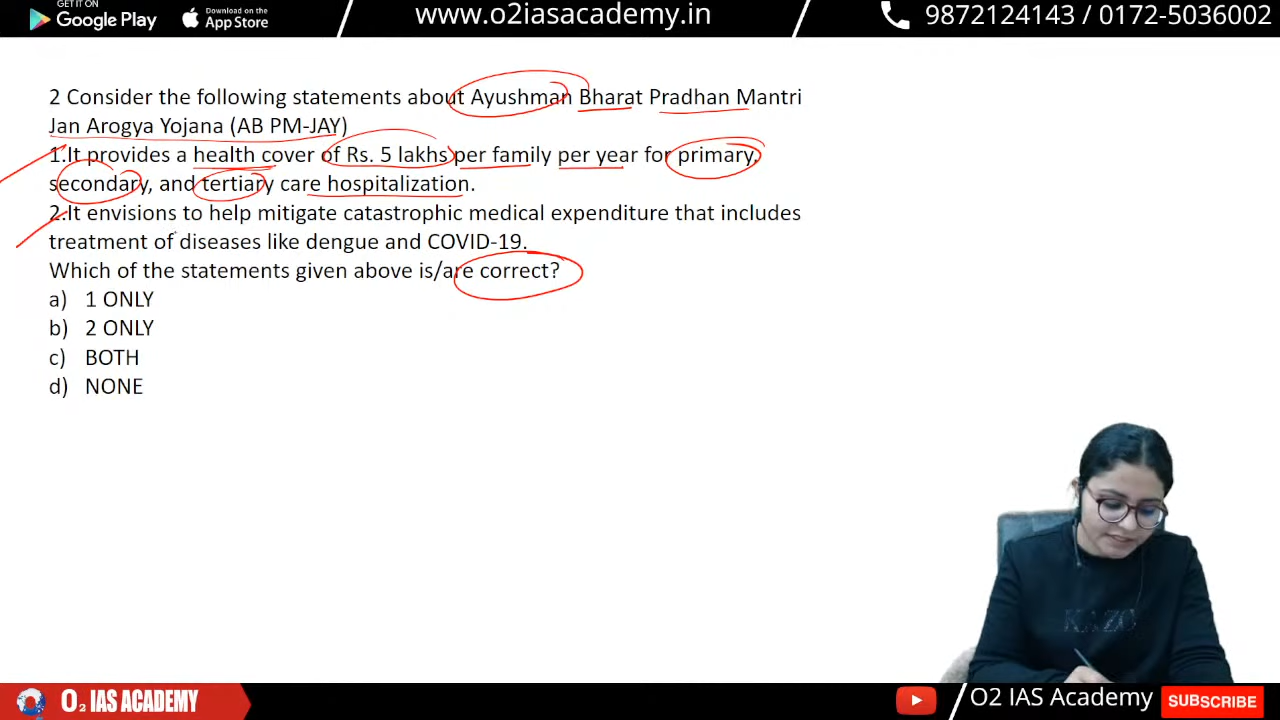 GET IT ON
Google Play
Download on the
App Store
www.o2iasacademy.in
9872124143 / 0172-5036002
2 Consider the following statements about Ayushman Bharat Pradhan Mantri
Jan Arogya Yojana (AB PM-JAY)
1.It provides a health cover of Rs. 5 lakhs per family per year for primary,
secondary, and tertiary care hospitalization.
2.It envisions to help mitigate catastrophic medical expenditure that includes
treatment of diseases like dengue and COVID-19.
Which of the statements given above is/are correct?
a) 1 ONLY
b) 2 ONLY
c) BOTH
d) NONE
KAZO
O2 IAS ACADEMY
O2 IAS Academy
SUBSCRIBE